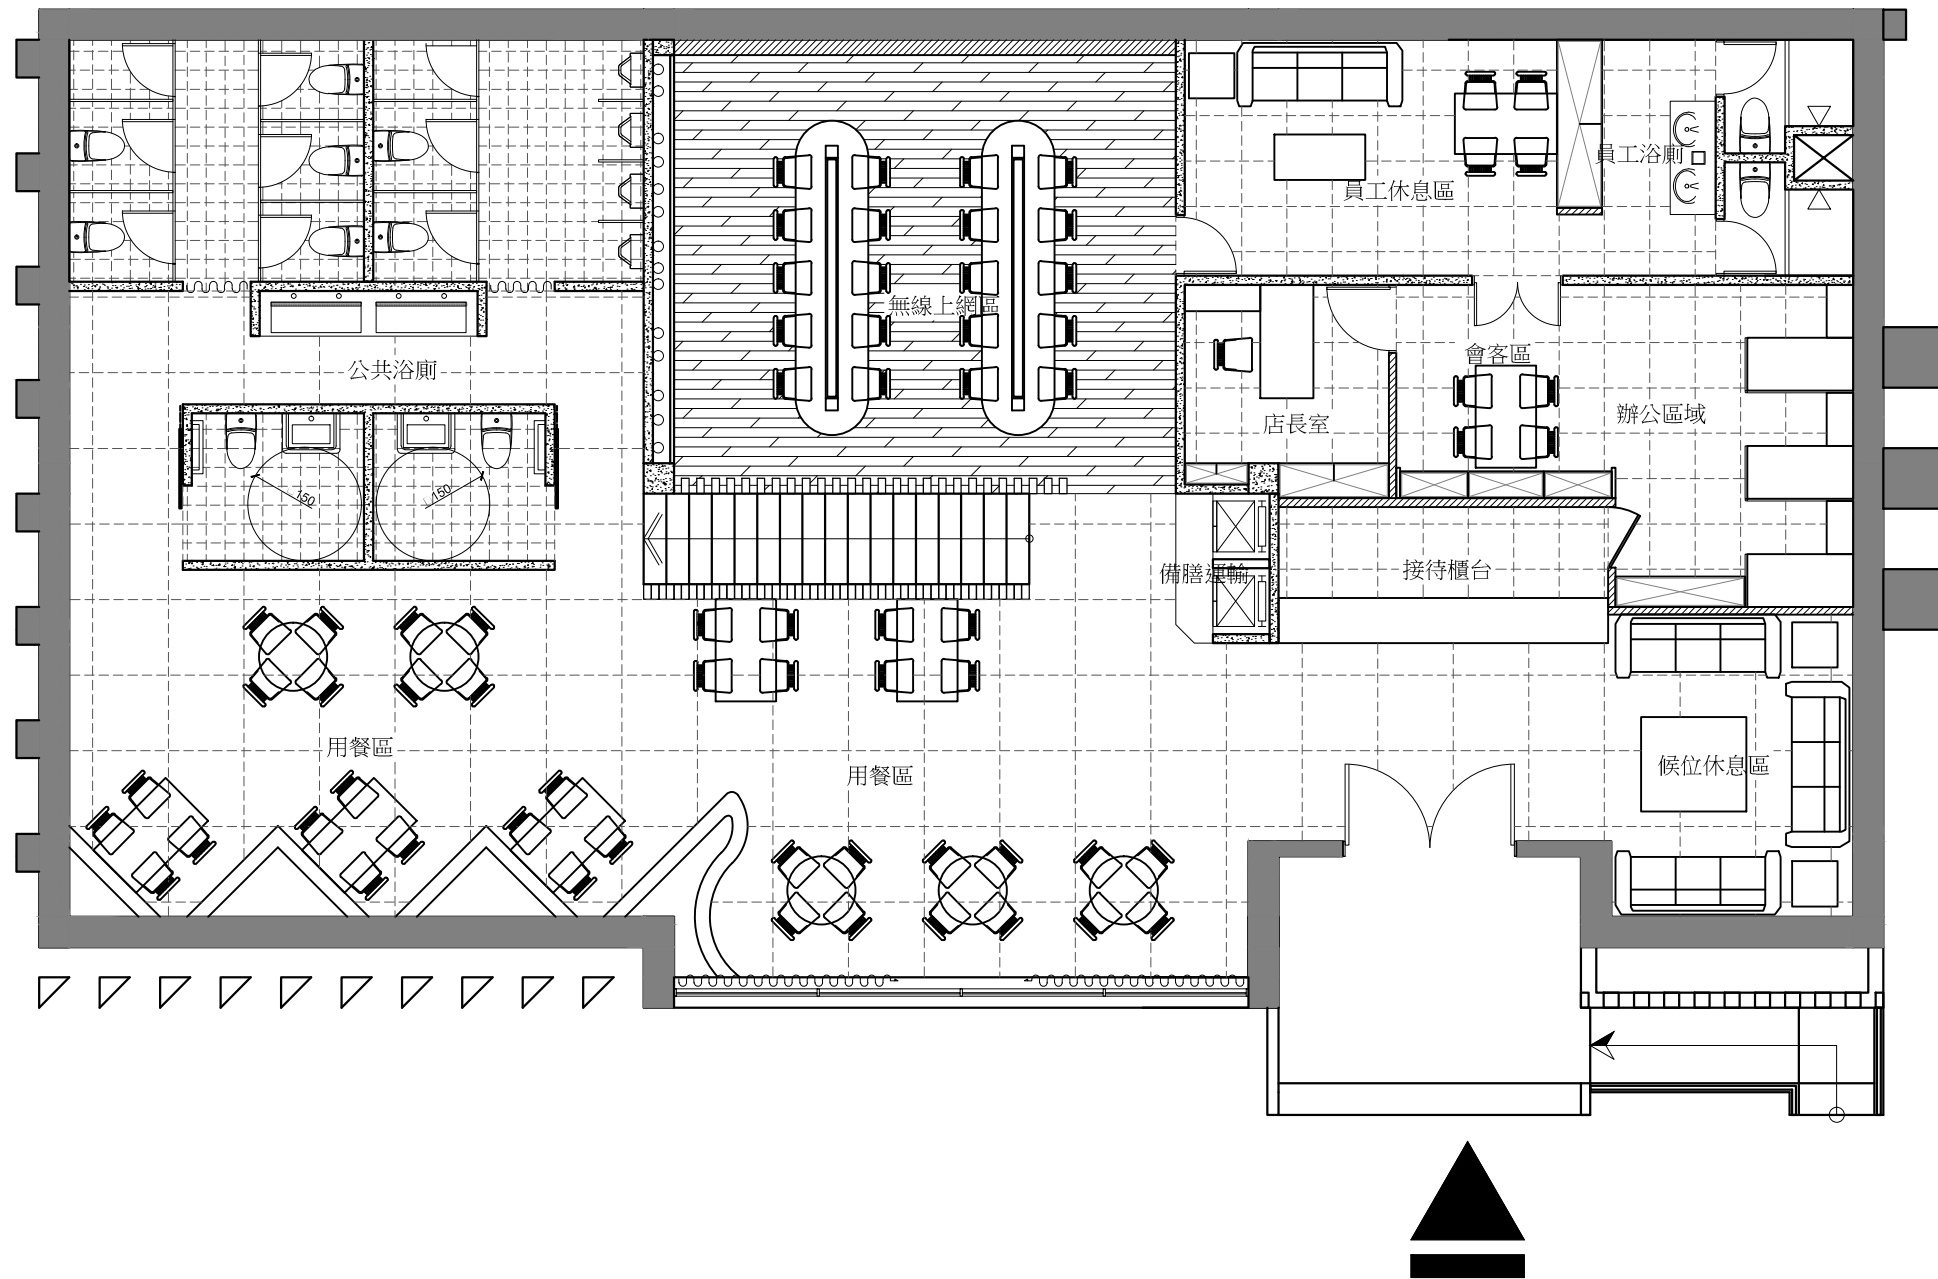 員工浴廁
員工休息區
無線上網區
會客區
公共浴廁
辦公區域
店長室
150
150
備膳運輸
接待櫃台
用餐區
用餐區
候位休息區